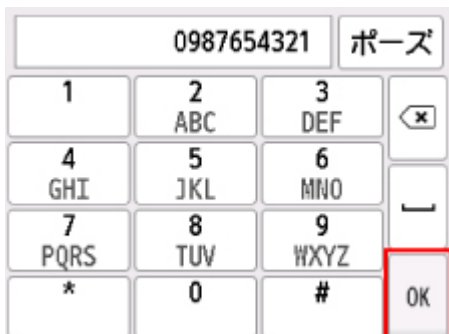 0987654321 ポーズ
1 2 3
ABC DEF
4 5 6
GHI JKL MNO
7 8 9
PQRS TUV WXYZ
* 0 # OK